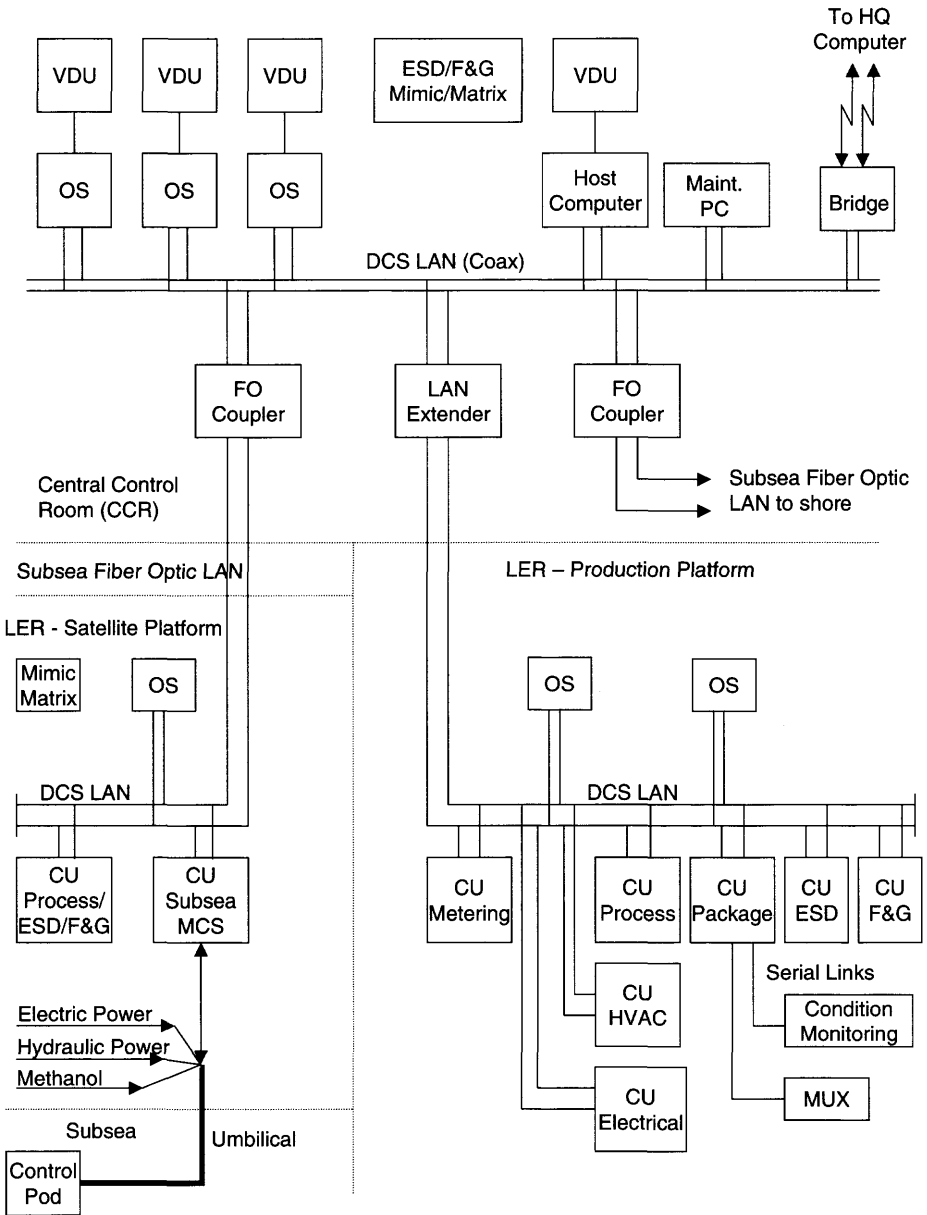 To HQ
Computer
VDU
VDU
VDU
ESD/F&G
Mimic/Matrix
VDU
OS
OS
OS
Host
Computer
Maint.
PC
Bridge
DCS LAN (Coax)
FO
Coupler
LAN
Extender
FO
Coupler
Central Control
Room (CCR)
Subsea Fiber Optic
LAN to shore
Subsea Fiber Optic LAN
LER – Production Platform
LER - Satellite Platform
Mimic
Matrix
OS
OS
OS
DCS LAN
DCS LAN
CU
Process/
ESD/F&G
CU
Subsea
MCS
CU
Metering
CU
Process
CU
Package
CU
ESD
CU
F&G
Serial Links
CU
HVAC
Condition
Monitoring
Electric Power
Hydraulic Power
Methanol
CU
Electrical
MUX
Subsea
Umbilical
Control
Pod